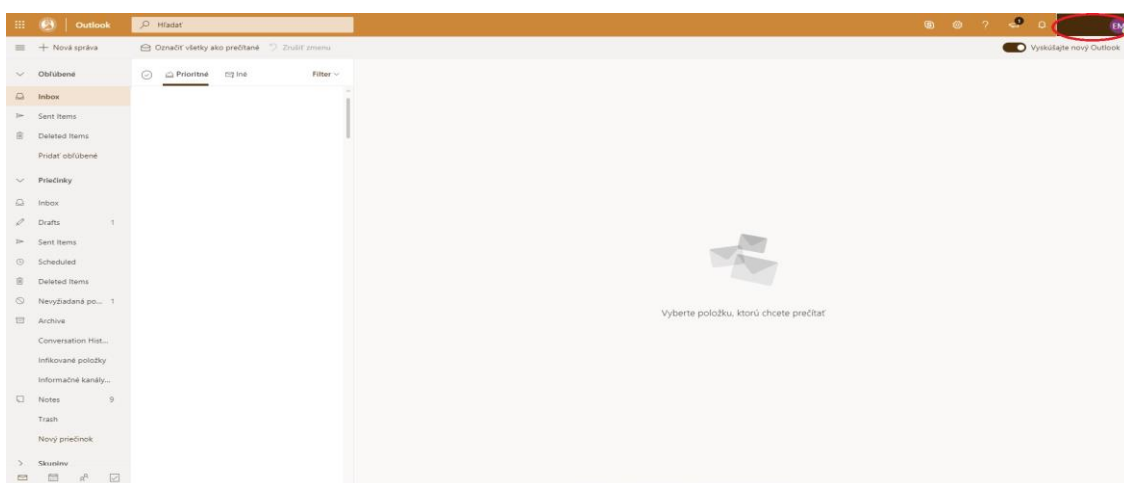 Outlook
Hľadať
EM
Nová správa
Označiť všetky ako prečítané
Zrušiť zmenu
Vyskúšajte nový Outlook
Obľúbené
Prioritné
Iné
Filter
Inbox
Sent Items
Deleted Items
Pridať obľúbené
Priečinky
Inbox
Drafts 1
Sent Items
Scheduled
Deleted Items
Nevyžiadaná po... 1
Archive
Conversation Hist...
Infikované položky
Informačné kanály...
Notes 9
Trash
Nový priečinok
Skupiny
Vyberte položku, ktorú chcete prečítať